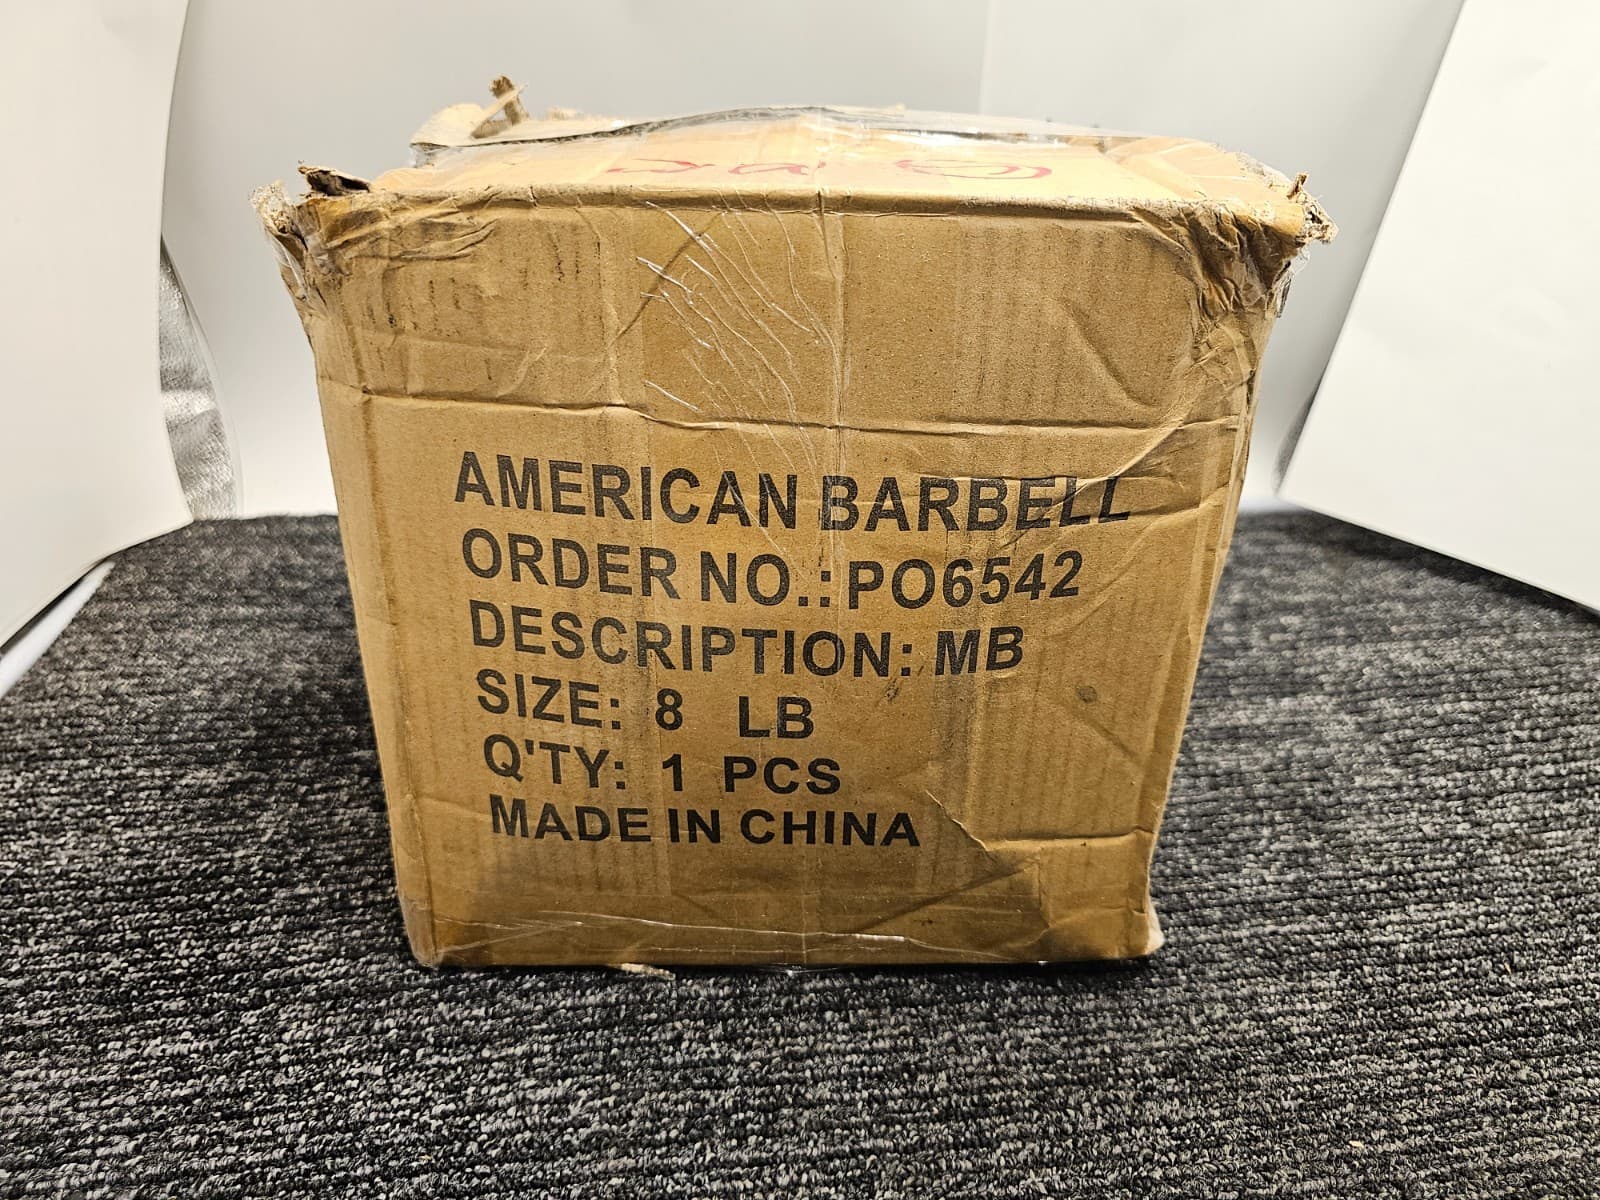 AMERICAN BARBELL
ORDER NO.: PO6542
DESCRIPTION: MB
SIZE: 8 LB
Q'TY: 1 PCS
MADE IN CHINA